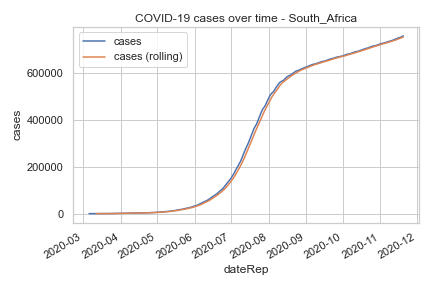 COVID-19 cases over time - South_Africa
cases
cases (rolling)
cases
600000
400000
200000
0
2020-03
2020-04
2020-05
2020-06
2020-07
2020-08
2020-09
2020-10
2020-11
2020-12
dateRep